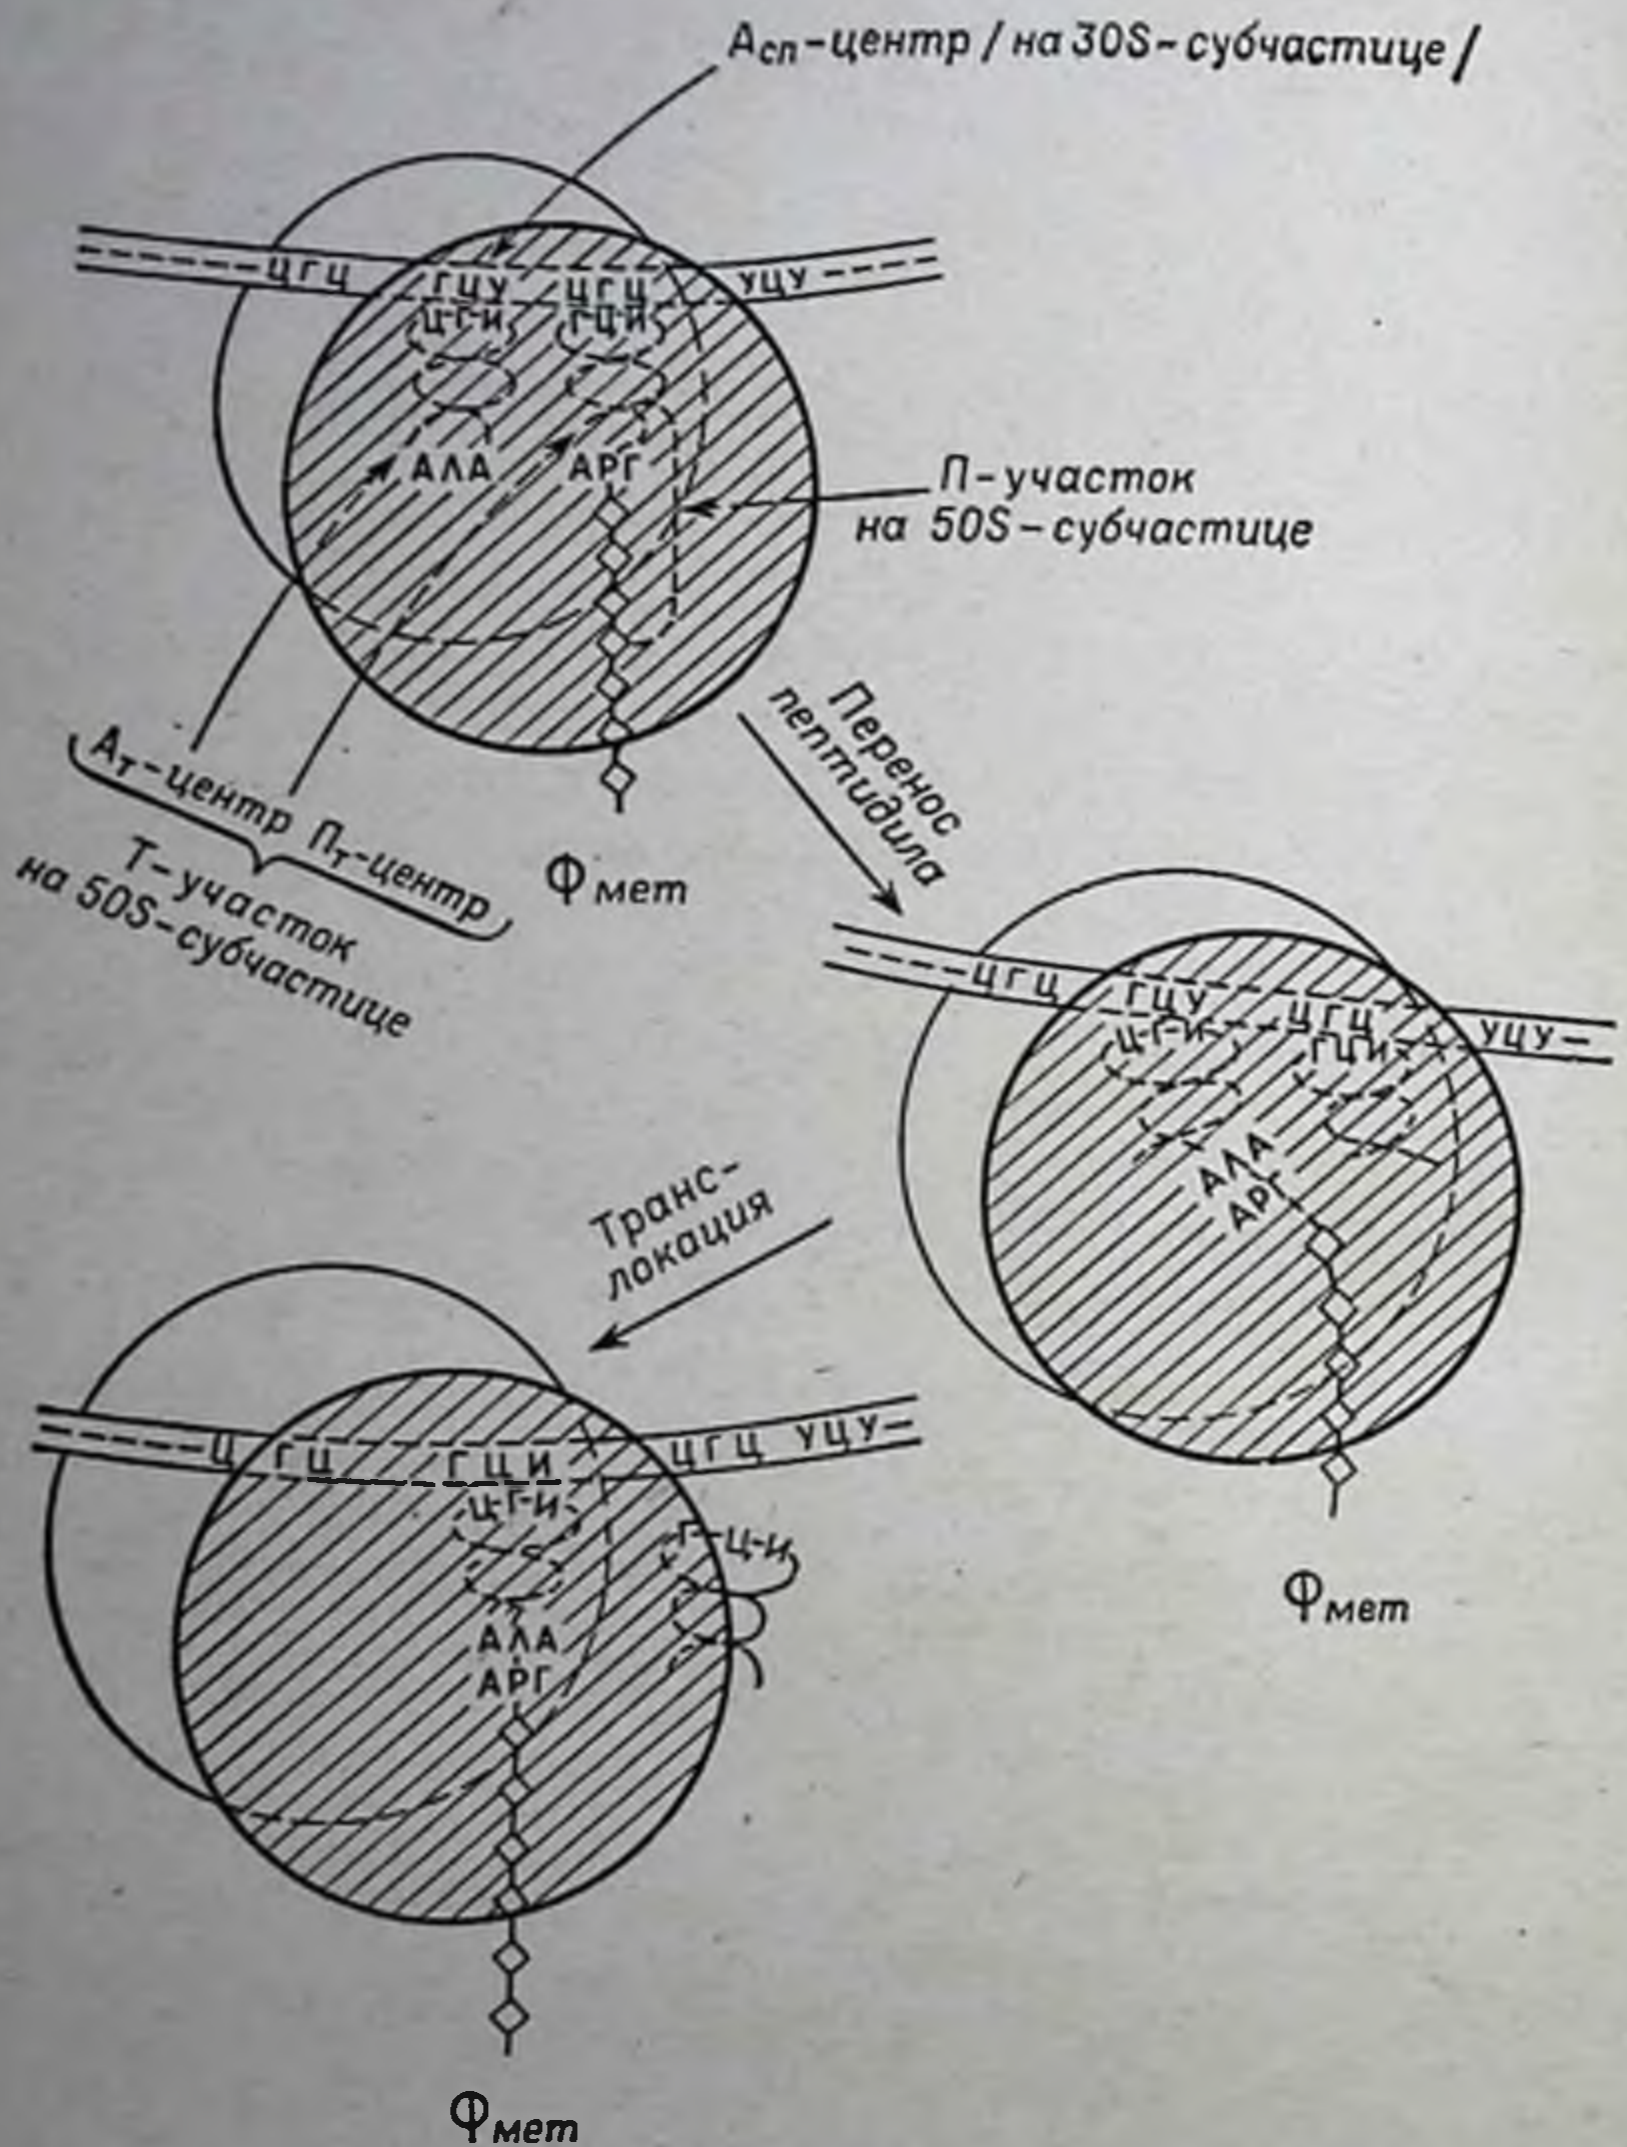 Асп-центр / на 30S-субчастице /
-----ЦГЦ ГЦУ ЦГЦ УЦУ----
Ц-Г-И ГЦИ
АЛА АРГ
П-участок
на 50S-субчастице
Ат-центр Пт-центр
Т-участок
на 50S-субчастице
Фмет
Перенос
пептидила
----ЦГЦ ГЦУ ЦГЦ УЦУ-
Ц-Г-И ГЦИ
АЛА
АРГ
Фмет
Транс-
локация
-----Ц ГЦ ГЦИ ЦГЦ УЦУ-
Ц-Г-И
Г-Ц-И
АЛА
АРГ
Фмет